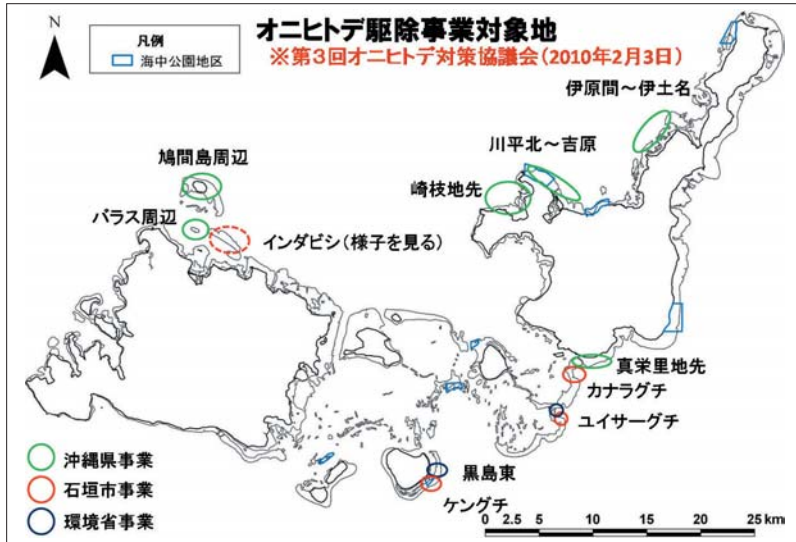 オニヒトデ駆除事業対象地
※第3回オニヒトデ対策協議会(2010年2月3日)
N
凡例
海中公園地区
伊原間～伊土名
川平北～吉原
鳩間島周辺
崎枝地先
バラス周辺
インダビシ(様子を見る)
真栄里地先
カナラグチ
ユイサーグチ
黒島東
ケングチ
沖縄県事業
石垣市事業
環境省事業
0 2.5 5 10 15 20 25 km